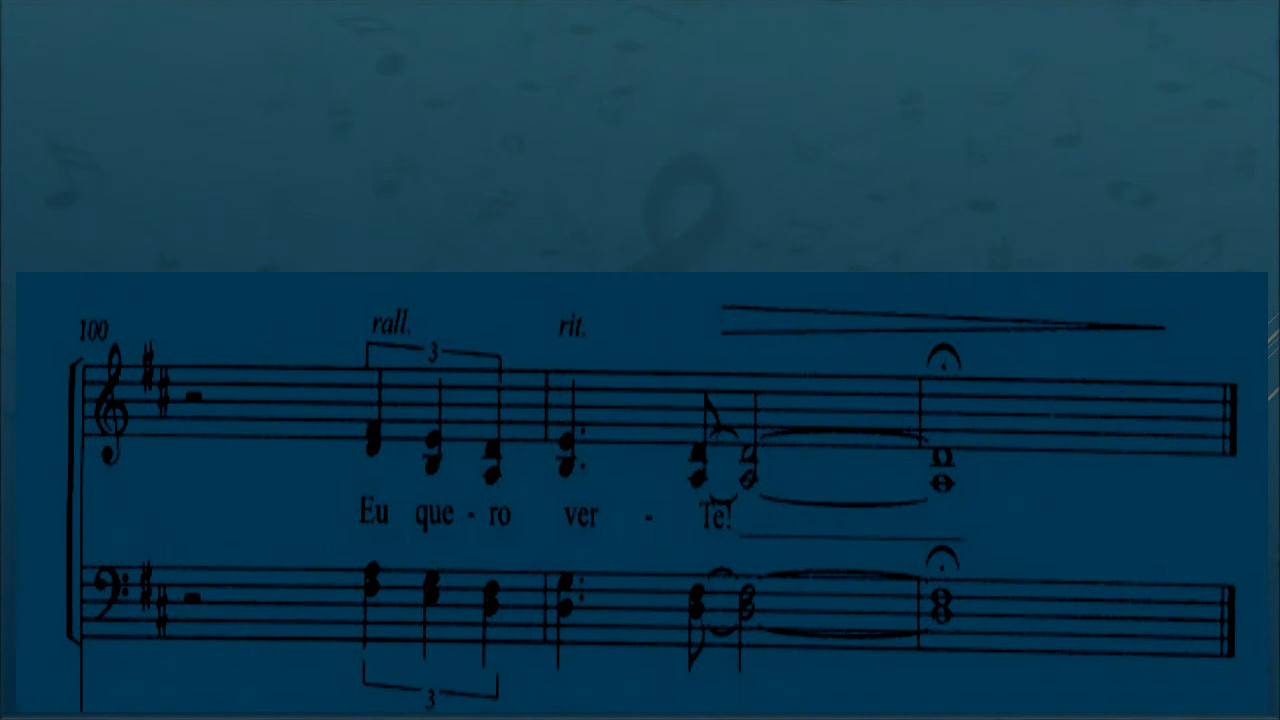 100
rall.
rit.
3
Eu que - ro ver - Te!
3